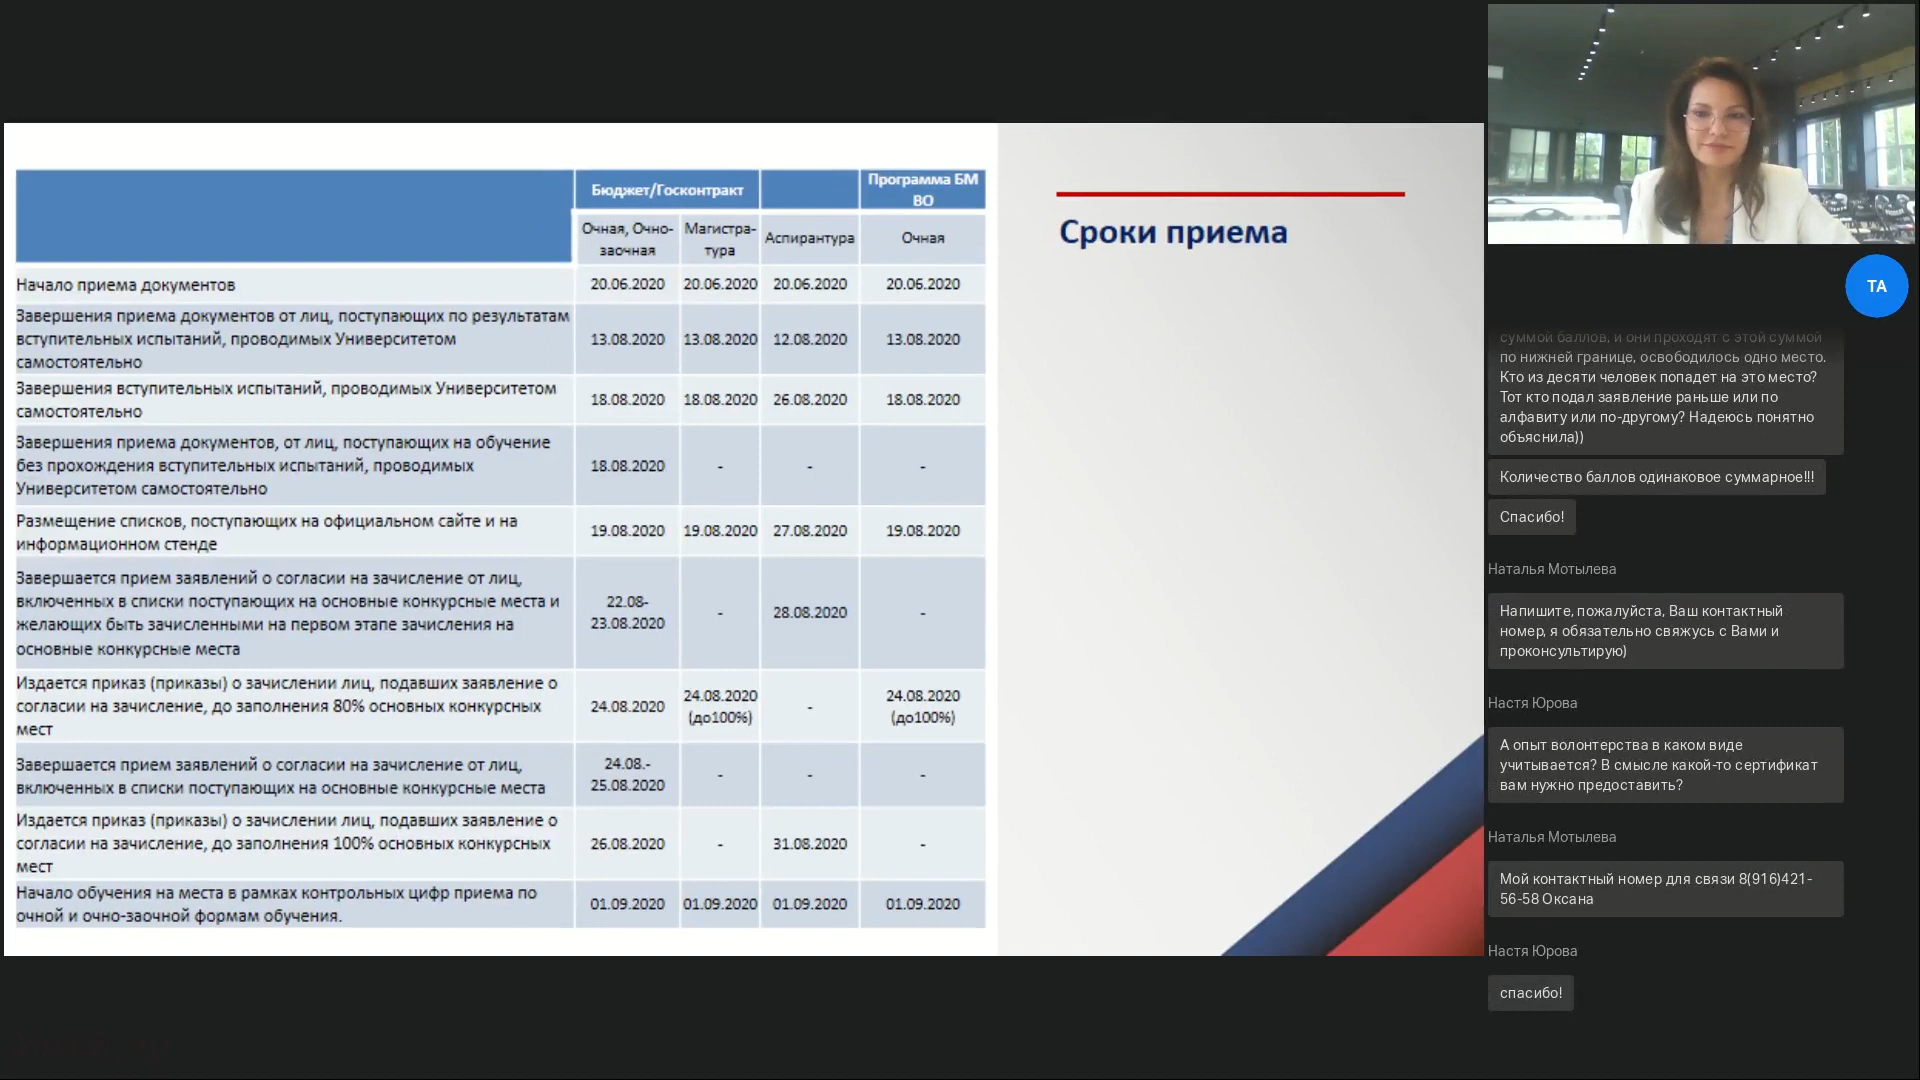 Бюджет/Госконтракт
Программа БМ
ВО
Очная, Очно-
заочная
Магистра-
тура
Аспирантура
Очная
Начало приема документов
20.06.2020 20.06.2020 20.06.2020 20.06.2020
Завершения приема документов от лиц, поступающих по результатам
вступительных испытаний, проводимых Университетом
самостоятельно
13.08.2020 13.08.2020 12.08.2020 13.08.2020
Завершения вступительных испытаний, проводимых Университетом
самостоятельно
18.08.2020 18.08.2020 26.08.2020 18.08.2020
Завершения приема документов, от лиц, поступающих на обучение
без прохождения вступительных испытаний, проводимых
Университетом самостоятельно
18.08.2020 - - -
Размещение списков, поступающих на официальном сайте и на
информационном стенде
19.08.2020 19.08.2020 27.08.2020 19.08.2020
Завершается прием заявлений о согласии на зачисление от лиц,
включенных в списки поступающих на основные конкурсные места и
желающих быть зачисленными на первом этапе зачисления на
основные конкурсные места
22.08-
23.08.2020
- 28.08.2020 -
Издается приказ (приказы) о зачислении лиц, подавших заявление о
согласии на зачисление, до заполнения 80% основных конкурсных
мест
24.08.2020
24.08.2020
(до100%)
-
24.08.2020
(до100%)
Завершается прием заявлений о согласии на зачисление от лиц,
включенных в списки поступающих на основные конкурсные места
24.08.-
25.08.2020
- - -
Издается приказ (приказы) о зачислении лиц, подавших заявление о
согласии на зачисление, до заполнения 100% основных конкурсных
мест
26.08.2020 - 31.08.2020 -
Начало обучения на места в рамках контрольных цифр приема по
очной и очно-заочной формам обучения.
01.09.2020 01.09.2020 01.09.2020 01.09.2020
Сроки приема
TA
суммой баллов, и они проходят с этой суммой
по нижней границе, освободилось одно место.
Кто из десяти человек попадет на это место?
Тот кто подал заявление раньше или по
алфавиту или по-другому? Надеюсь понятно
объяснила))
Количество баллов одинаковое суммарное!!!
Спасибо!
Наталья Мотылева
Напишите, пожалуйста, Ваш контактный
номер, я обязательно свяжусь с Вами и
проконсультирую)
Настя Юрова
А опыт волонтерства в каком виде
учитывается? В смысле какой-то сертификат
вам нужно предоставить?
Наталья Мотылева
Мой контактный номер для связи 8(916)421-
56-58 Оксана
Настя Юрова
спасибо!